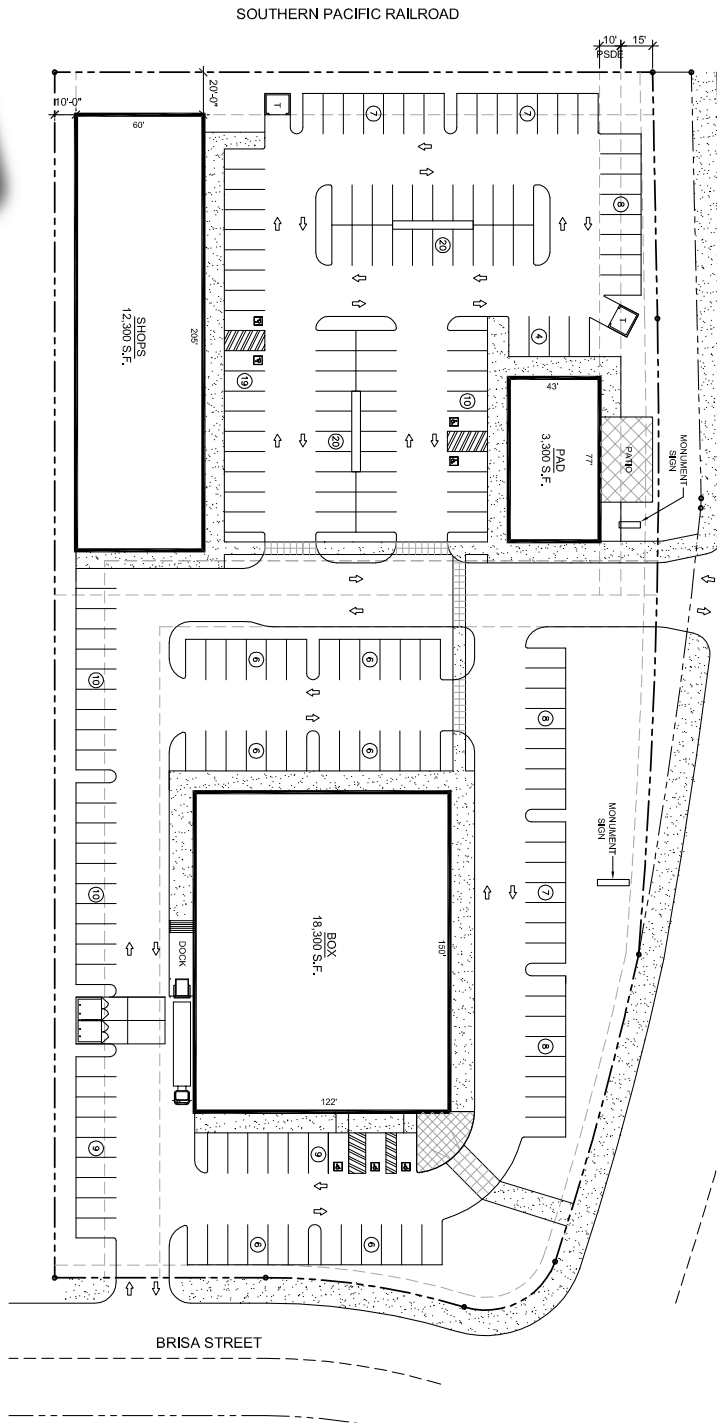 SOUTHERN PACIFIC RAILROAD
10'
15'
PSDE
20'-0"
10'-0"
60'
T
7
7
8
20
SHOPS
12,300 S.F.
205'
T
4
19
10
43'
20
PAD
3,300 S.F.
77'
PATIO
MONUMENT
SIGN
6
6
10
8
6
6
MONUMENT
SIGN
10
7
BOX
18,300 S.F.
150'
DOCK
8
122'
9
9
6
6
BRISA STREET